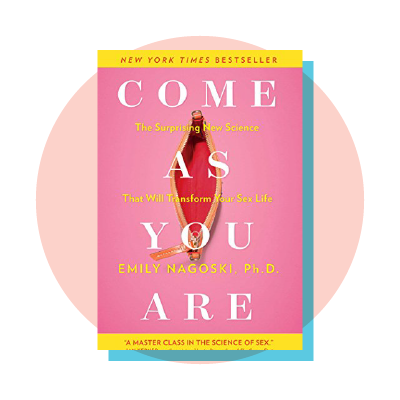 NEW YORK TIMES BESTSELLER
COME
The Surprising New Science
AS
That Will Transform Your Sex Life
YOU
EMILY NAGOSKI, Ph.D.
ARE
"A MASTER CLASS IN THE SCIENCE OF SEX."